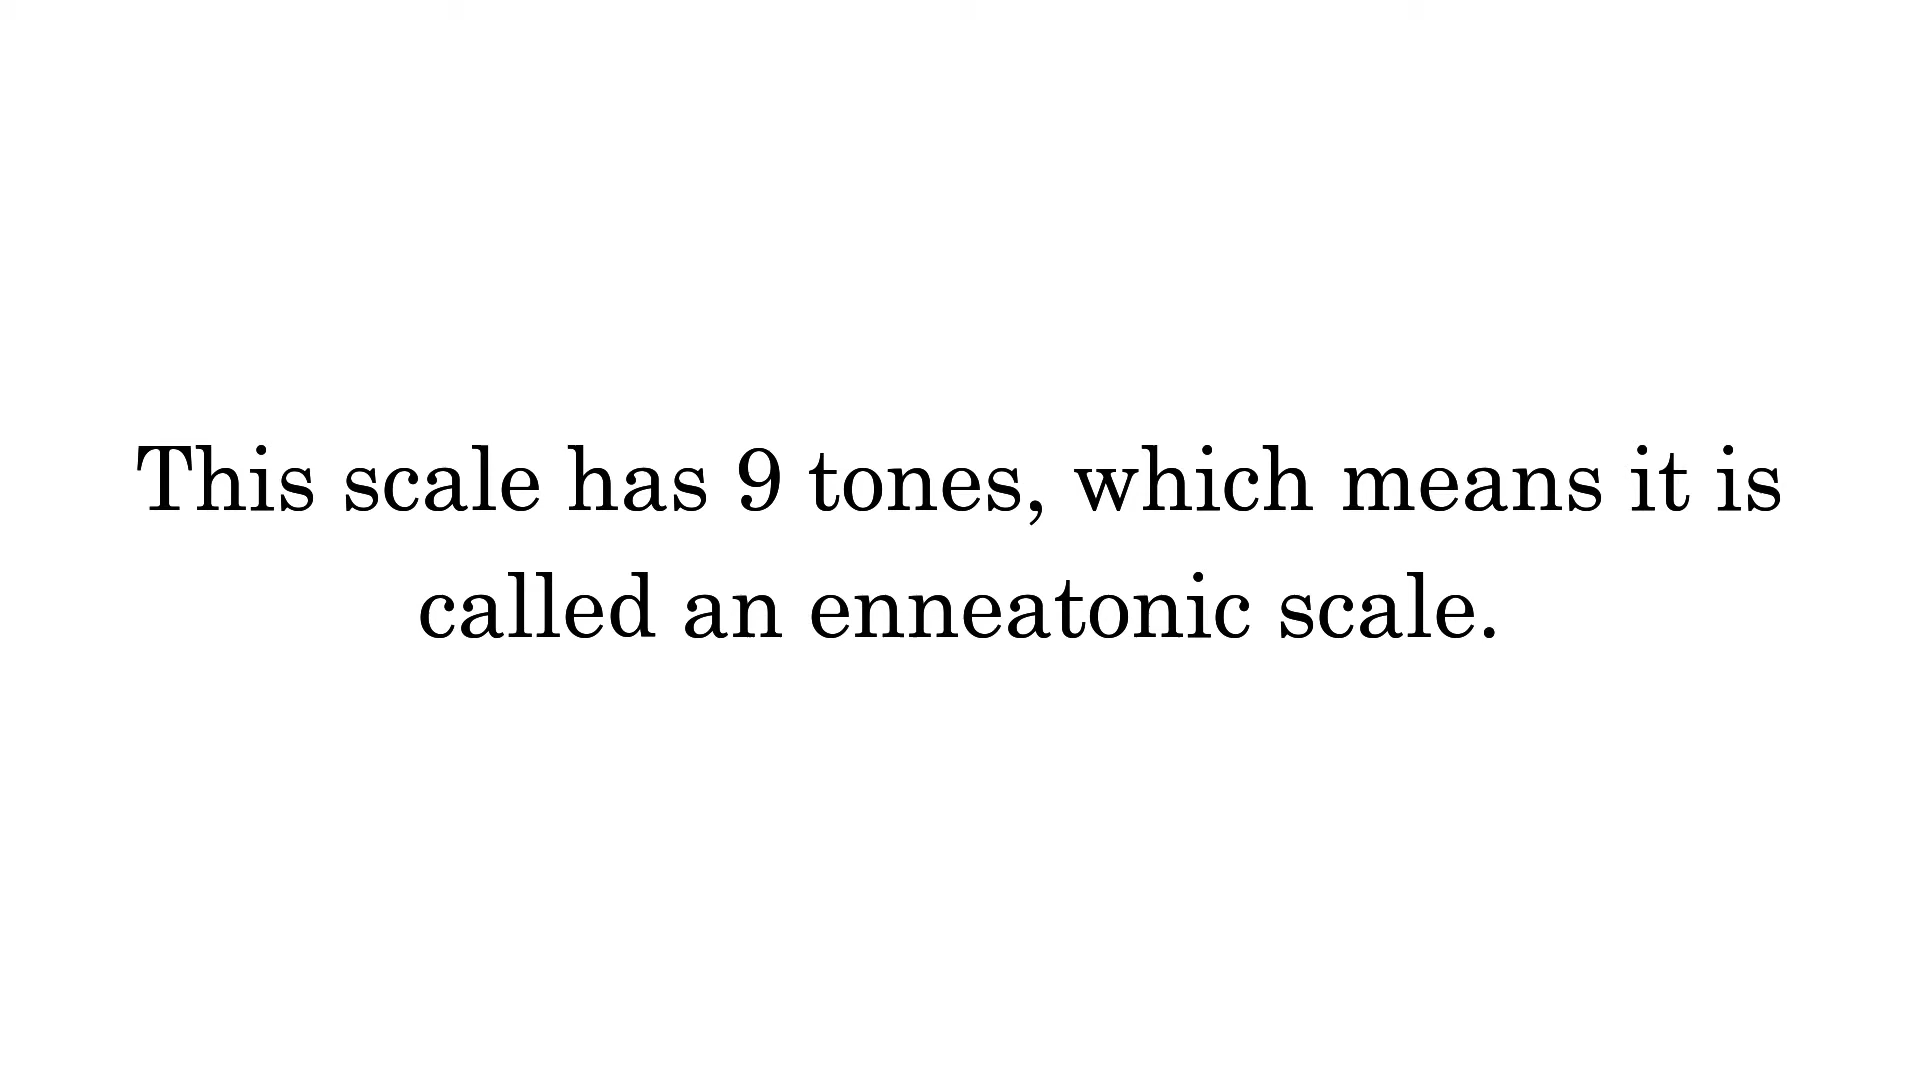 This scale has 9 tones, which means it is
called an enneatonic scale.